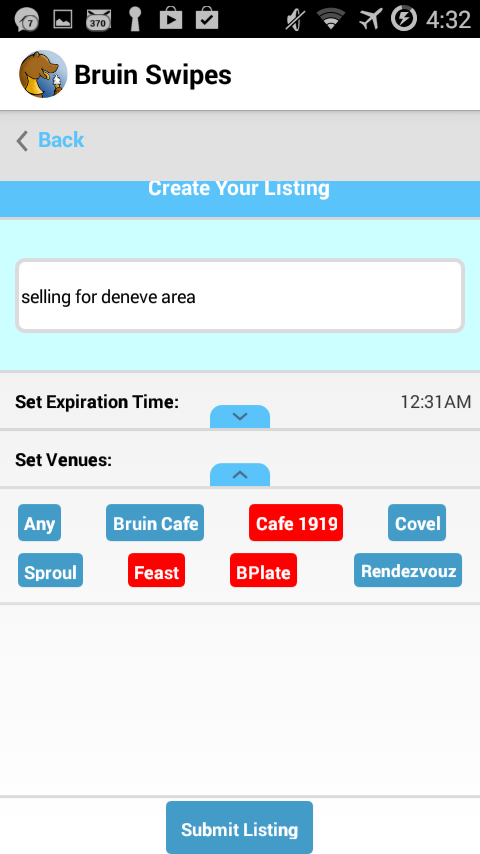 7 370 4:32
Bruin Swipes
Back
Create Your Listing
selling for deneve area
Set Expiration Time: 12:31AM
Set Venues:
Any Bruin Cafe Cafe 1919 Covel
Sproul Feast BPlate Rendezvouz
Submit Listing